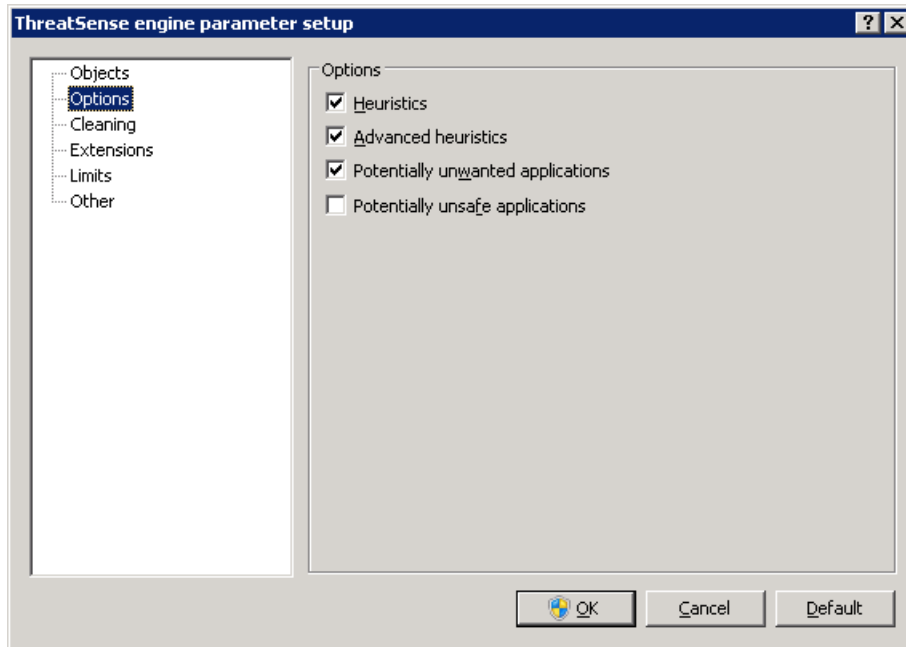 ThreatSense engine parameter setup
Objects
Options
Cleaning
Extensions
Limits
Other
Options
Heuristics
Advanced heuristics
Potentially unwanted applications
Potentially unsafe applications
OK
Cancel
Default